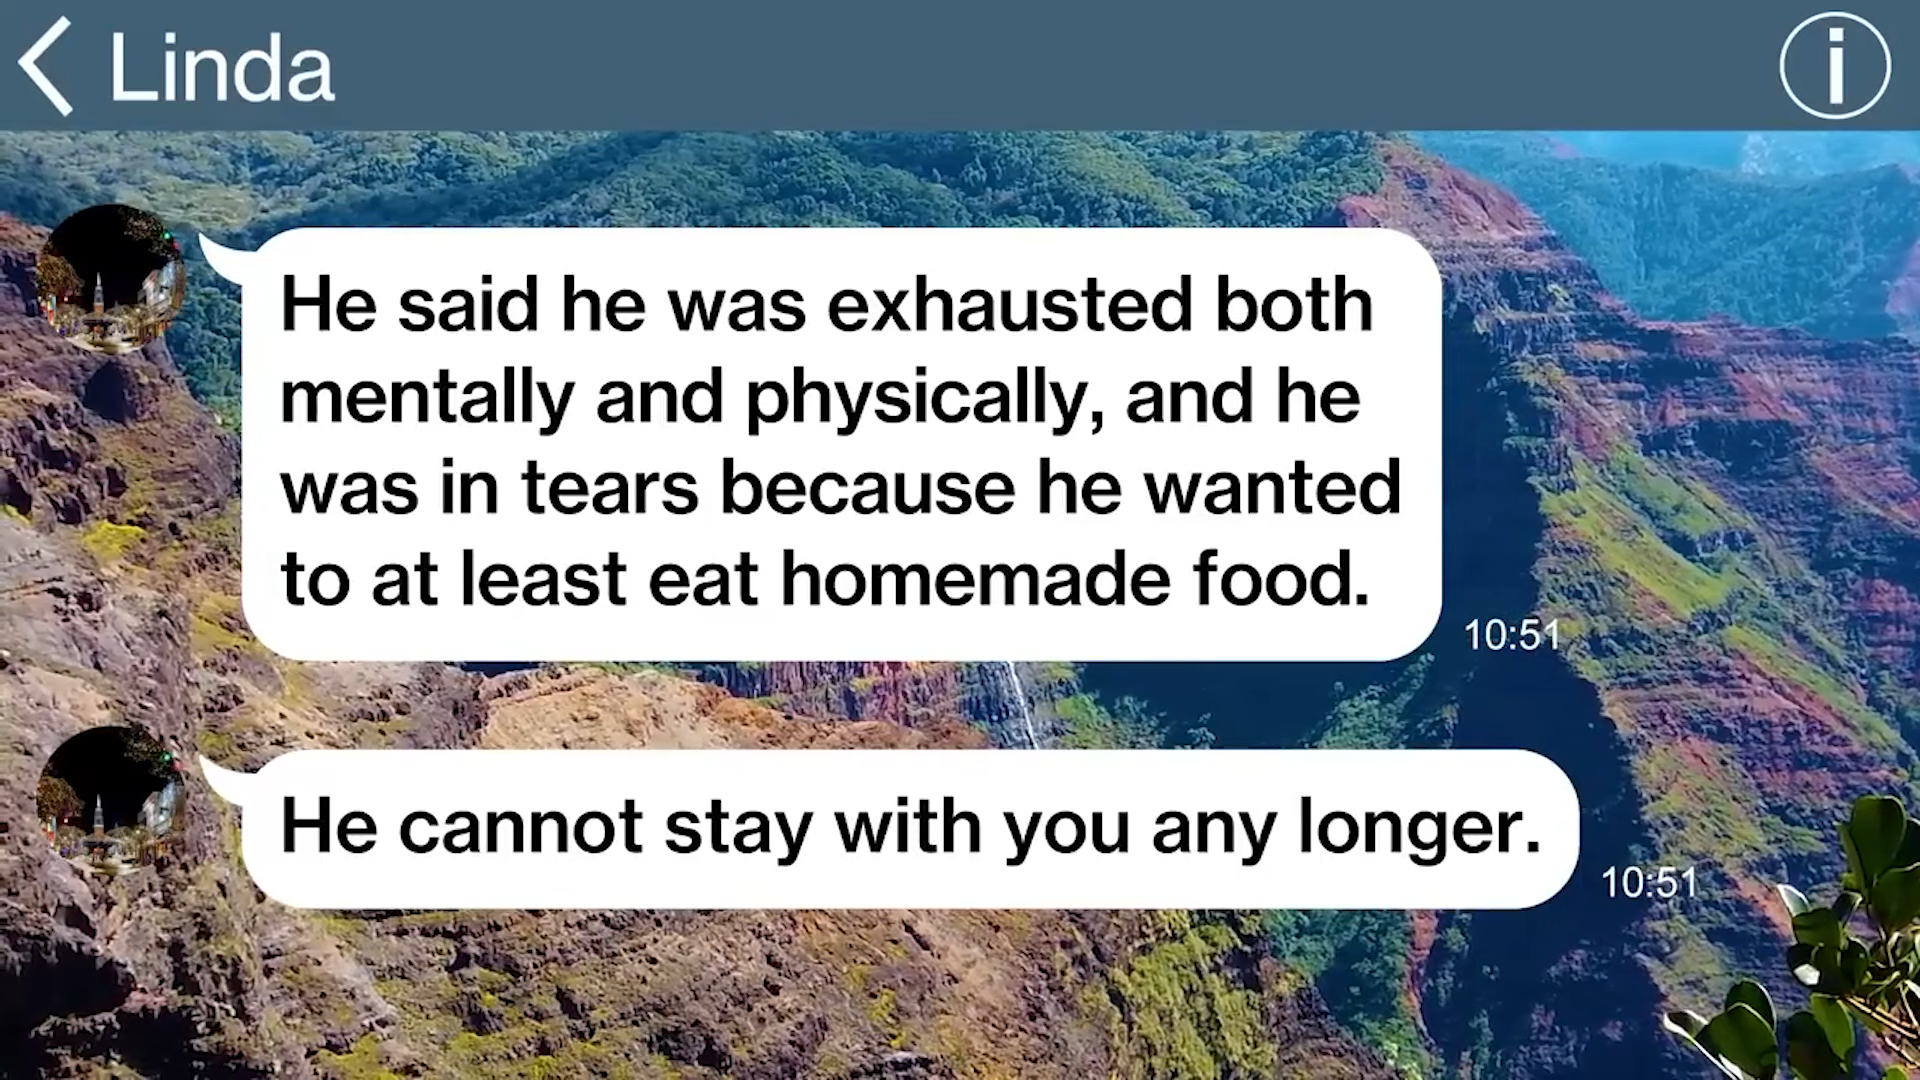 Linda
He said he was exhausted both
mentally and physically, and he
was in tears because he wanted
to at least eat homemade food.
10:51
He cannot stay with you any longer.
10:51